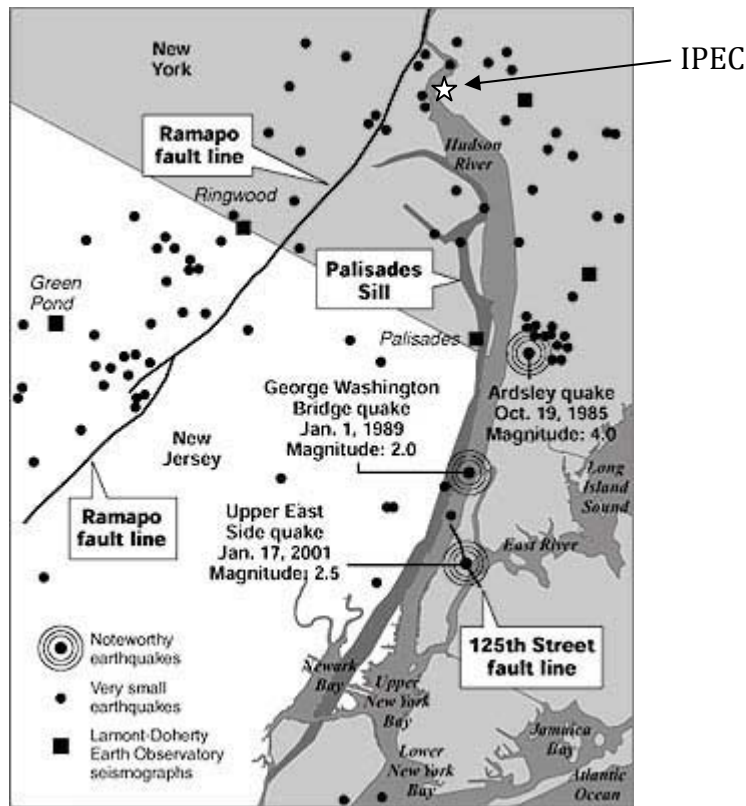 IPEC
New
York
Ramapo
fault line
Hudson
River
Ringwood
Palisades
Sill
Green
Pond
Palisades
George Washington
Bridge quake
Jan. 1, 1989
Magnitude: 2.0
Ardsley quake
Oct. 19, 1985
Magnitude: 4.0
New
Jersey
Long
Island
Sound
Ramapo
fault line
Upper East
Side quake
Jan. 17, 2001
Magnitude: 2.5
East River
Noteworthy
earthquakes
Very small
earthquakes
Lamont-Doherty
Earth Observatory
seismographs
125th Street
fault line
Newark
Bay
Upper
New York
Bay
Jamaica
Bay
Lower
New York
Bay
Atlantic
Ocean